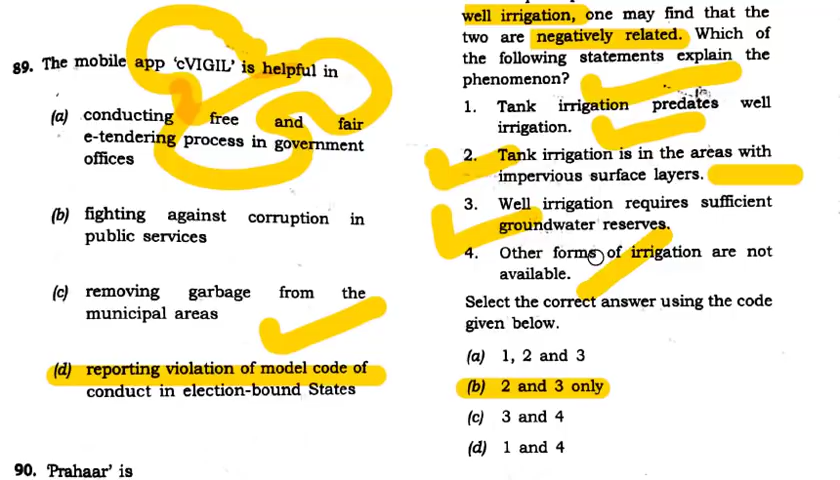 89. The mobile app 'cVIGIL' is helpful in
(a) conducting free and fair
e-tendering process in government
offices
(b) fighting against corruption in
public services
(c) removing garbage from the
municipal areas
(d) reporting violation of model code of
conduct in election-bound States
90. 'Prahaar' is
well irrigation, one may find that the
two are negatively related. Which of
the following statements explain the
phenomenon?
1. Tank irrigation predates well
irrigation.
2. Tank irrigation is in the areas with
impervious surface layers.
3. Well irrigation requires sufficient
groundwater reserves.
4. Other forms of irrigation are not
available.
Select the correct answer using the code
given below.
(a) 1, 2 and 3
(b) 2 and 3 only
(c) 3 and 4
(d) 1 and 4